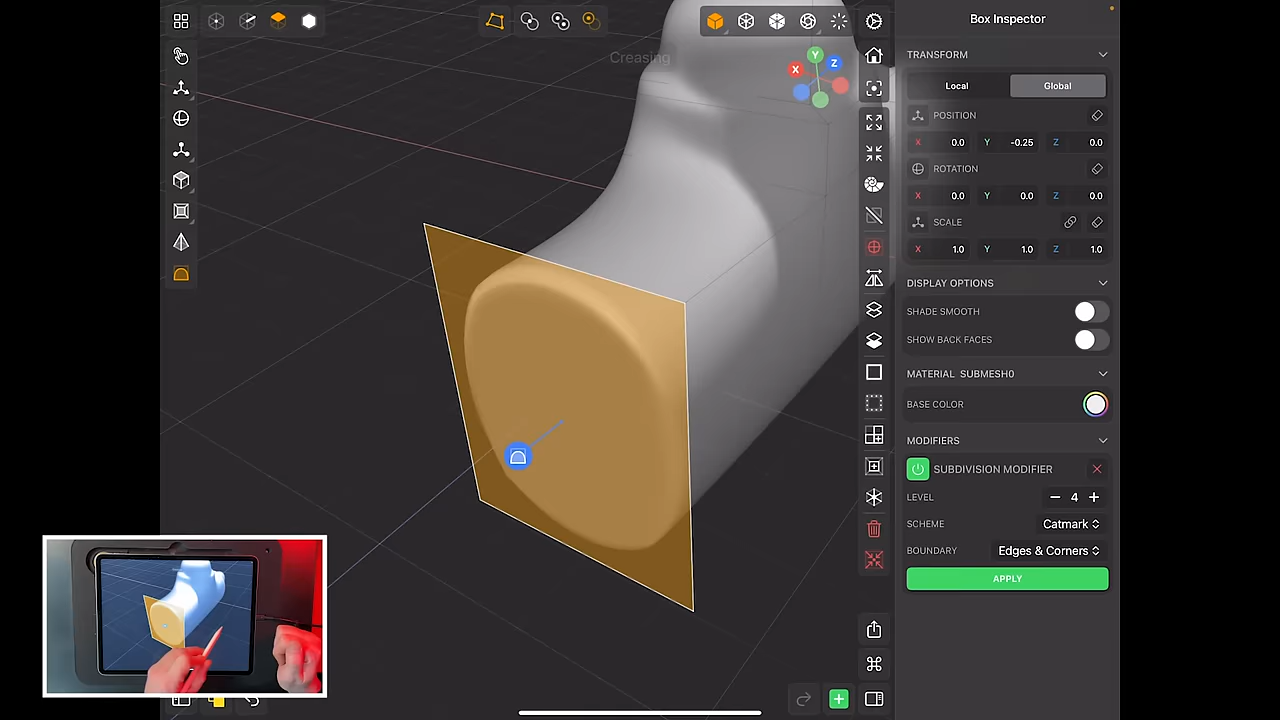 Creasing
Y
X
Z
Box Inspector
TRANSFORM
Local
Global
POSITION
X 0.0 Y -0.25 Z 0.0
ROTATION
X 0.0 Y 0.0 Z 0.0
SCALE
X 1.0 Y 1.0 Z 1.0
DISPLAY OPTIONS
SHADE SMOOTH
SHOW BACK FACES
MATERIAL SUBMESH0
BASE COLOR
MODIFIERS
SUBDIVISION MODIFIER
LEVEL 4
SCHEME Catmark
BOUNDARY Edges & Corners
APPLY